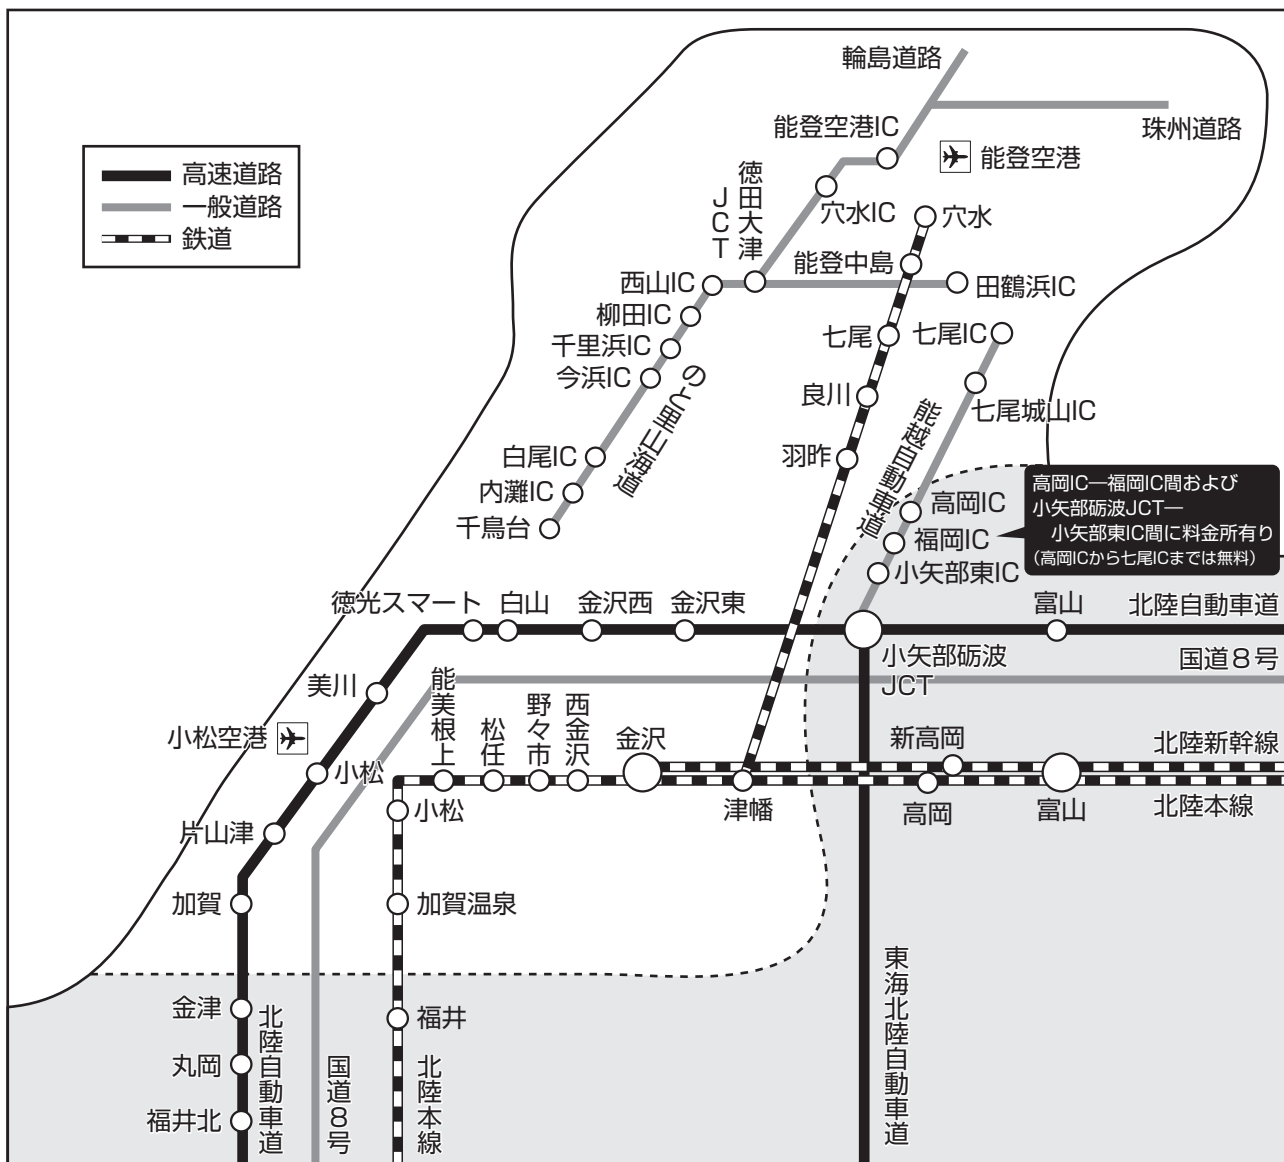 輪島道路
珠州道路
能登空港IC
能登空港
高速道路
一般道路
鉄道
徳田大津
JCT
穴水IC
穴水
能登中島
西山IC
田鶴浜IC
柳田IC
千里浜IC
今浜IC
七尾
七尾IC
のと里山海道
良川
七尾城山IC
能越自動車道
白尾IC
羽咋
内灘IC
千鳥台
高岡IC
福岡IC
小矢部東IC
高岡IC―福岡IC間および
小矢部砺波JCT―
小矢部東IC間に料金所有り
(高岡ICから七尾ICまでは無料)
徳光スマート
白山
金沢西
金沢東
富山
北陸自動車道
小矢部砺波
JCT
国道8号
美川
能美根上
松任
野々市
西金沢
金沢
新高岡
北陸新幹線
小松空港
小松
小松
津幡
高岡
富山
北陸本線
片山津
加賀
加賀温泉
金津
丸岡
福井北
北陸自動車道
国道8号
福井
北陸本線
東海北陸自動車道